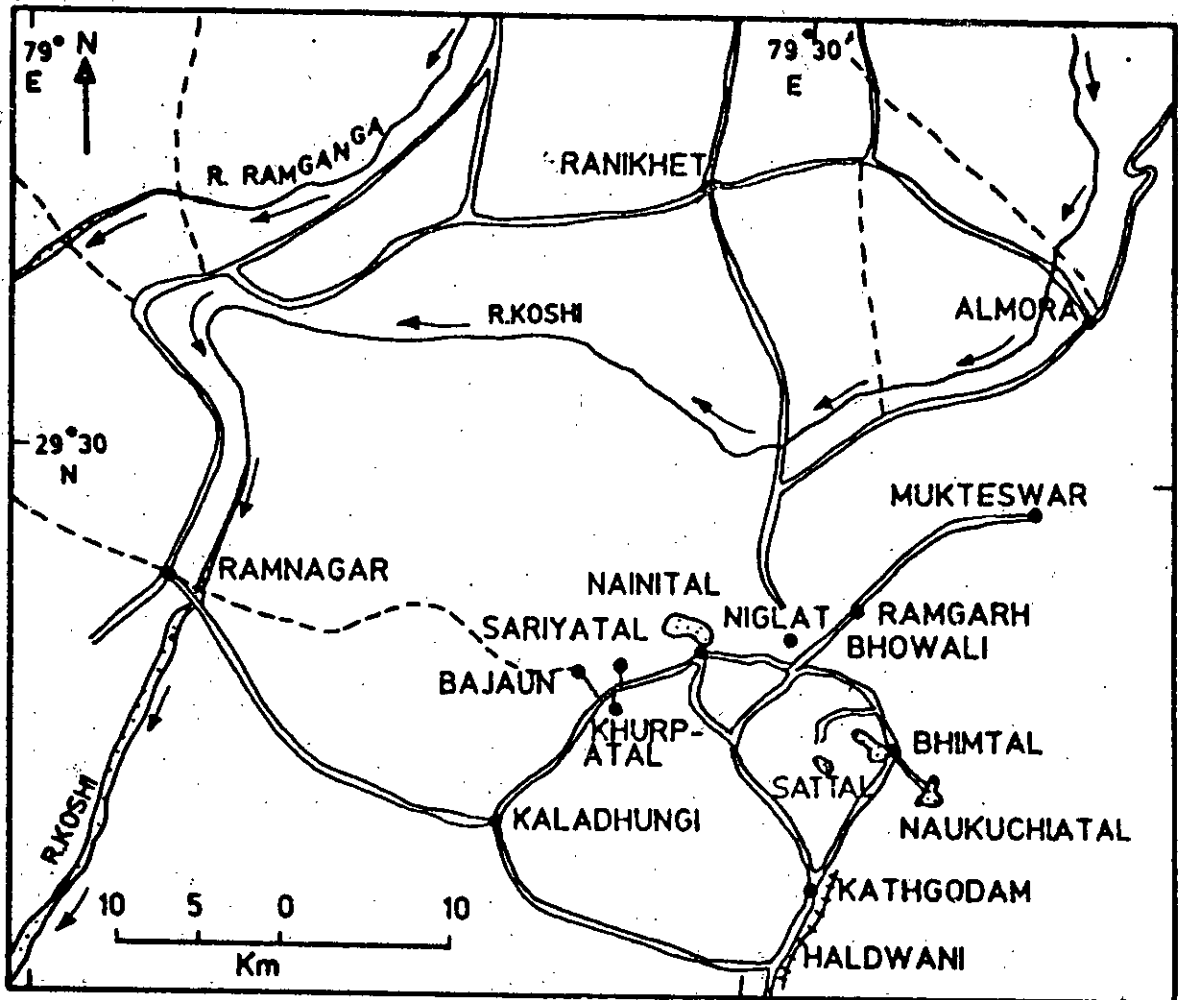 79° N
E
79° 30
E
R. RAMGANGA
RANIKHET
R.KOSHI
ALMORA
29°30
N
MUKTESWAR
RAMNAGAR
NAINITAL
NIGLAT
RAMGARH
SARIYATAL
BHOWALI
BAJAUN
KHURP-
ATAL
BHIMTAL
SATTAL
R.KOSHI
KALADHUNGI
NAUKUCHIATAL
KATHGODAM
10 5 0 10
Km
HALDWANI